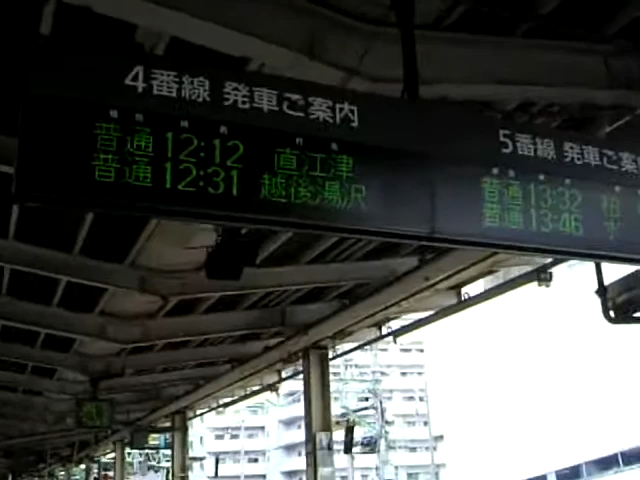 4番線 発車ご案内
普通 12:12 直江津
普通 12:31 越後湯沢
5番線 発車ご案
普通 13:32
普通 13:46